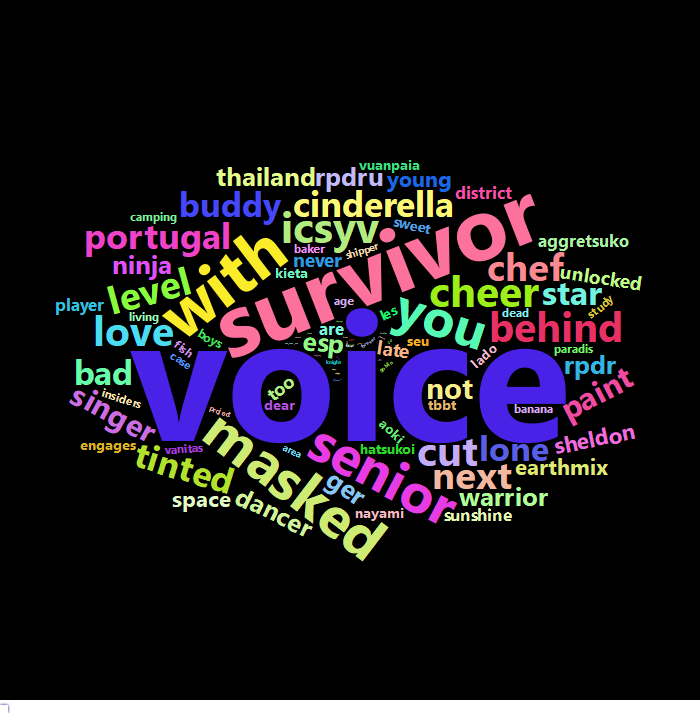 vuanpaia
thailand
rpdru
young
district
buddy
cinderella
camping
sweet
portugal
icsyv
survivor
with
baker
shipper
aggretsuko
ninja
never
chef
unlocked
kieta
level
cheer
star
player
living
age
les
you
dead
study
love
boys
are
behind
fish
esp
late
seu
paradis
case
lado
rpdr
bad
voice
knight
too
not
paint
insiders
dear
tbbt
banana
singer
project
aoki
engages
vanitas
masked
senior
area
hatsukoi
cut
lone
sheldon
tinted
ger
next
earthmix
space
dancer
nayami
warrior
sunshine